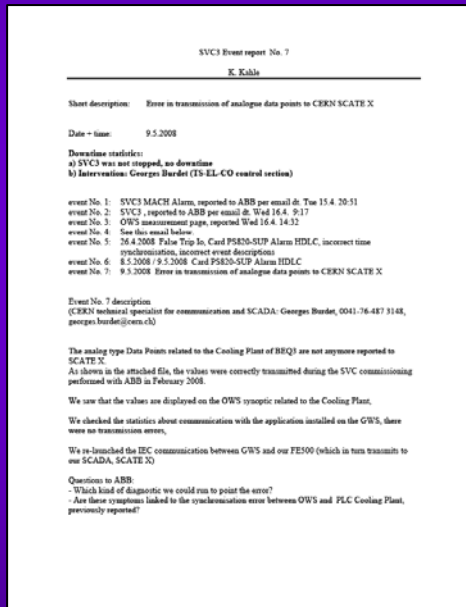 SVC3 Event report  No. 7
K. Kahle
Short description: Error in transmission of analogue data points to CERN SCATE X
Date + time: 9.5.2008
Downtime statistics:
a) SVC3 was not stopped, no downtime
b) Intervention: Georges Burdet (TS-EL-CO control section)
event No. 1: SVC3 MACH Alarm, reported to ABB per email dt. Tue 15.4. 20:51
event No. 2: SVC3 , reported to ABB per email dt. Wed 16.4.  9:17
event No. 3: OWS measurement page, reported Wed 16.4. 14:32
event No. 4: See this email below:
event No. 5: 26.4.2008  False Trip Io, Card PS820-SUP Alarm HDLC, incorrect time
synchronisation, incorrect event descriptions
event No. 6: 8.5.2008 / 9.5.2008  Card PS820-SUP Alarm HDLC
event No. 7: 9.5.2008  Error in transmission of analogue data points to CERN SCATE X
Event No. 7 description
(CERN technical specialist for communication and SCADA: Georges Burdet, 0041-76-487 3148,
georges.burdet@cern.ch)
The analog type Data Points related to the Cooling Plant of BEQ3 are not anymore reported to
SCATE X.
As shown in the attached file, the values were correctly transmitted during the SVC commissioning
performed with ABB in February 2008.
We saw that the values are displayed on the OWS synoptic related to the Cooling Plant,
We checked the statistics about communication with the application installed on the GWS, there
were no transmission errors,
We re-launched the IEC communication between GWS and our FE500 (which in turn transmits to
our SCADA, SCATE X)
Questions to ABB:
- Which kind of diagnostic we could run to point the error?
- Are these symptoms linked to the synchronisation error between OWS and  PLC Cooling Plant,
previously reported?